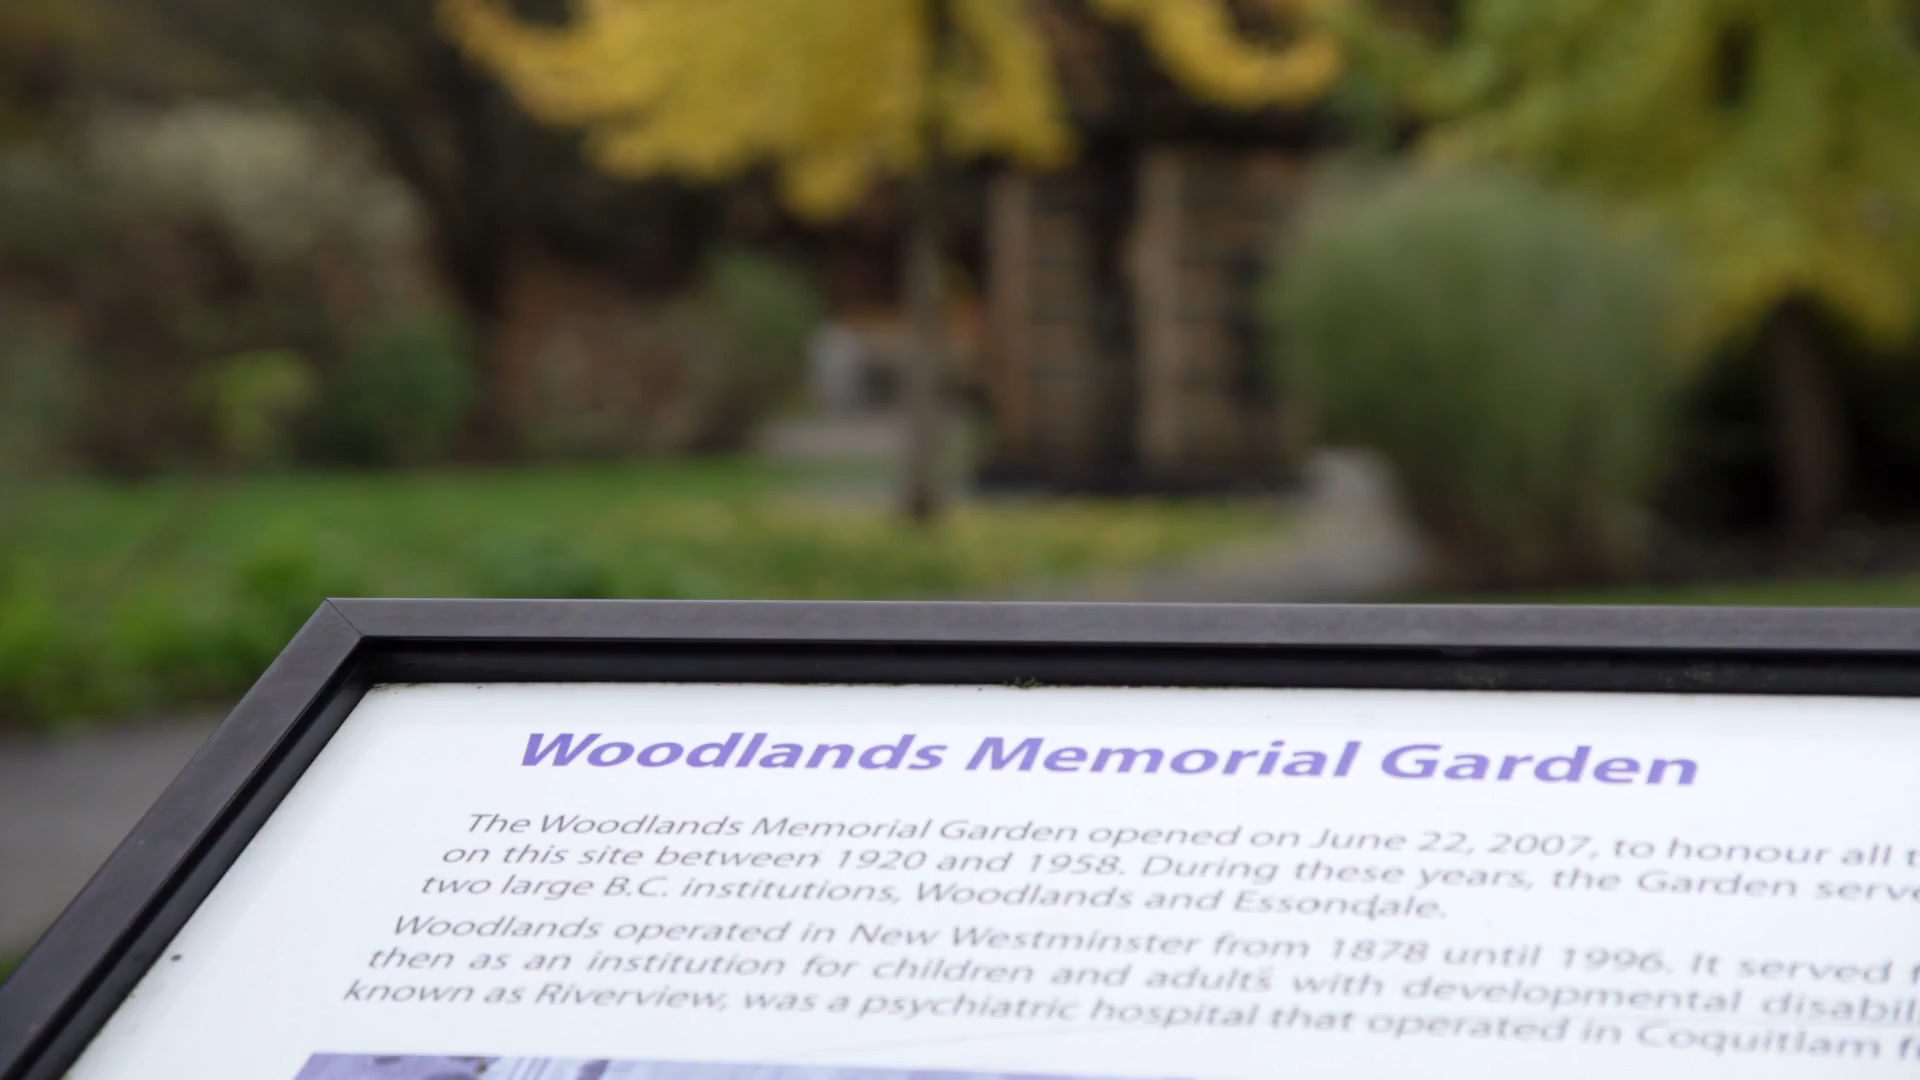 Woodlands Memorial Garden
The Woodlands Memorial Garden opened on June 22, 2007, to honour all
on this site between 1920 and 1958. During these years, the Garden
two large B.C. institutions, Woodlands and Essondale.
Woodlands operated in New Westminster from 1878 until 1996. It served
then as an institution for children and adults with developmental
known as Riverview, was a psychiatric hospital that operated in Coquitlam